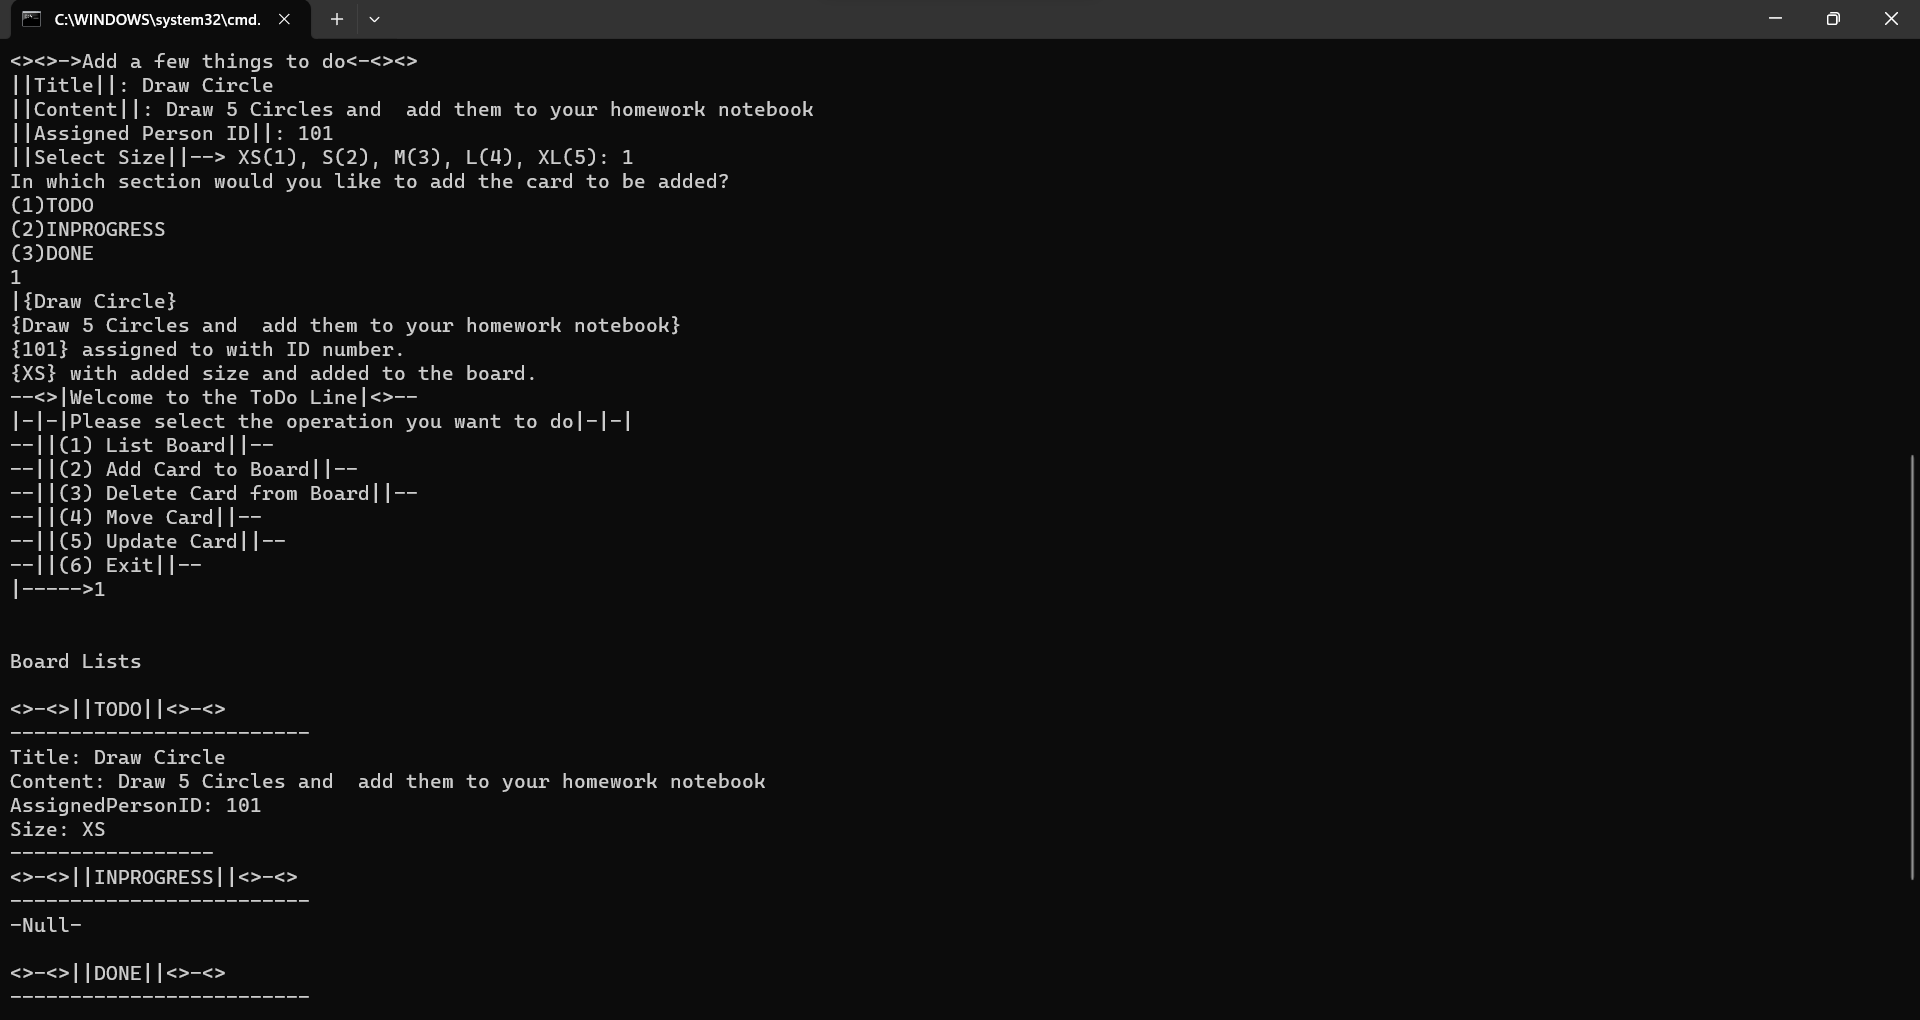 C:\WINDOWS\system32\cmd.
<><>->Add a few things to do<-<><>
||Title||: Draw Circle
||Content||: Draw 5 Circles and  add them to your homework notebook
||Assigned Person ID||: 101
||Select Size||--> XS(1), S(2), M(3), L(4), XL(5): 1
In which section would you like to add the card to be added?
(1)TODO
(2)INPROGRESS
(3)DONE
1
|{Draw Circle}
{Draw 5 Circles and  add them to your homework notebook}
{101} assigned to with ID number.
{XS} with added size and added to the board.
--<>|Welcome to the ToDo Line|<>--
|-|-|Please select the operation you want to do|-|-|
--||(1) List Board||--
--||(2) Add Card to Board||--
--||(3) Delete Card from Board||--
--||(4) Move Card||--
--||(5) Update Card||--
--||(6) Exit||--
|----->1
Board Lists
<>-<>||TODO||<>-<>
-------------------------
Title: Draw Circle
Content: Draw 5 Circles and  add them to your homework notebook
AssignedPersonID: 101
Size: XS
-----------------
<>-<>||INPROGRESS||<>-<>
-------------------------
-Null-
<>-<>||DONE||<>-<>
-------------------------